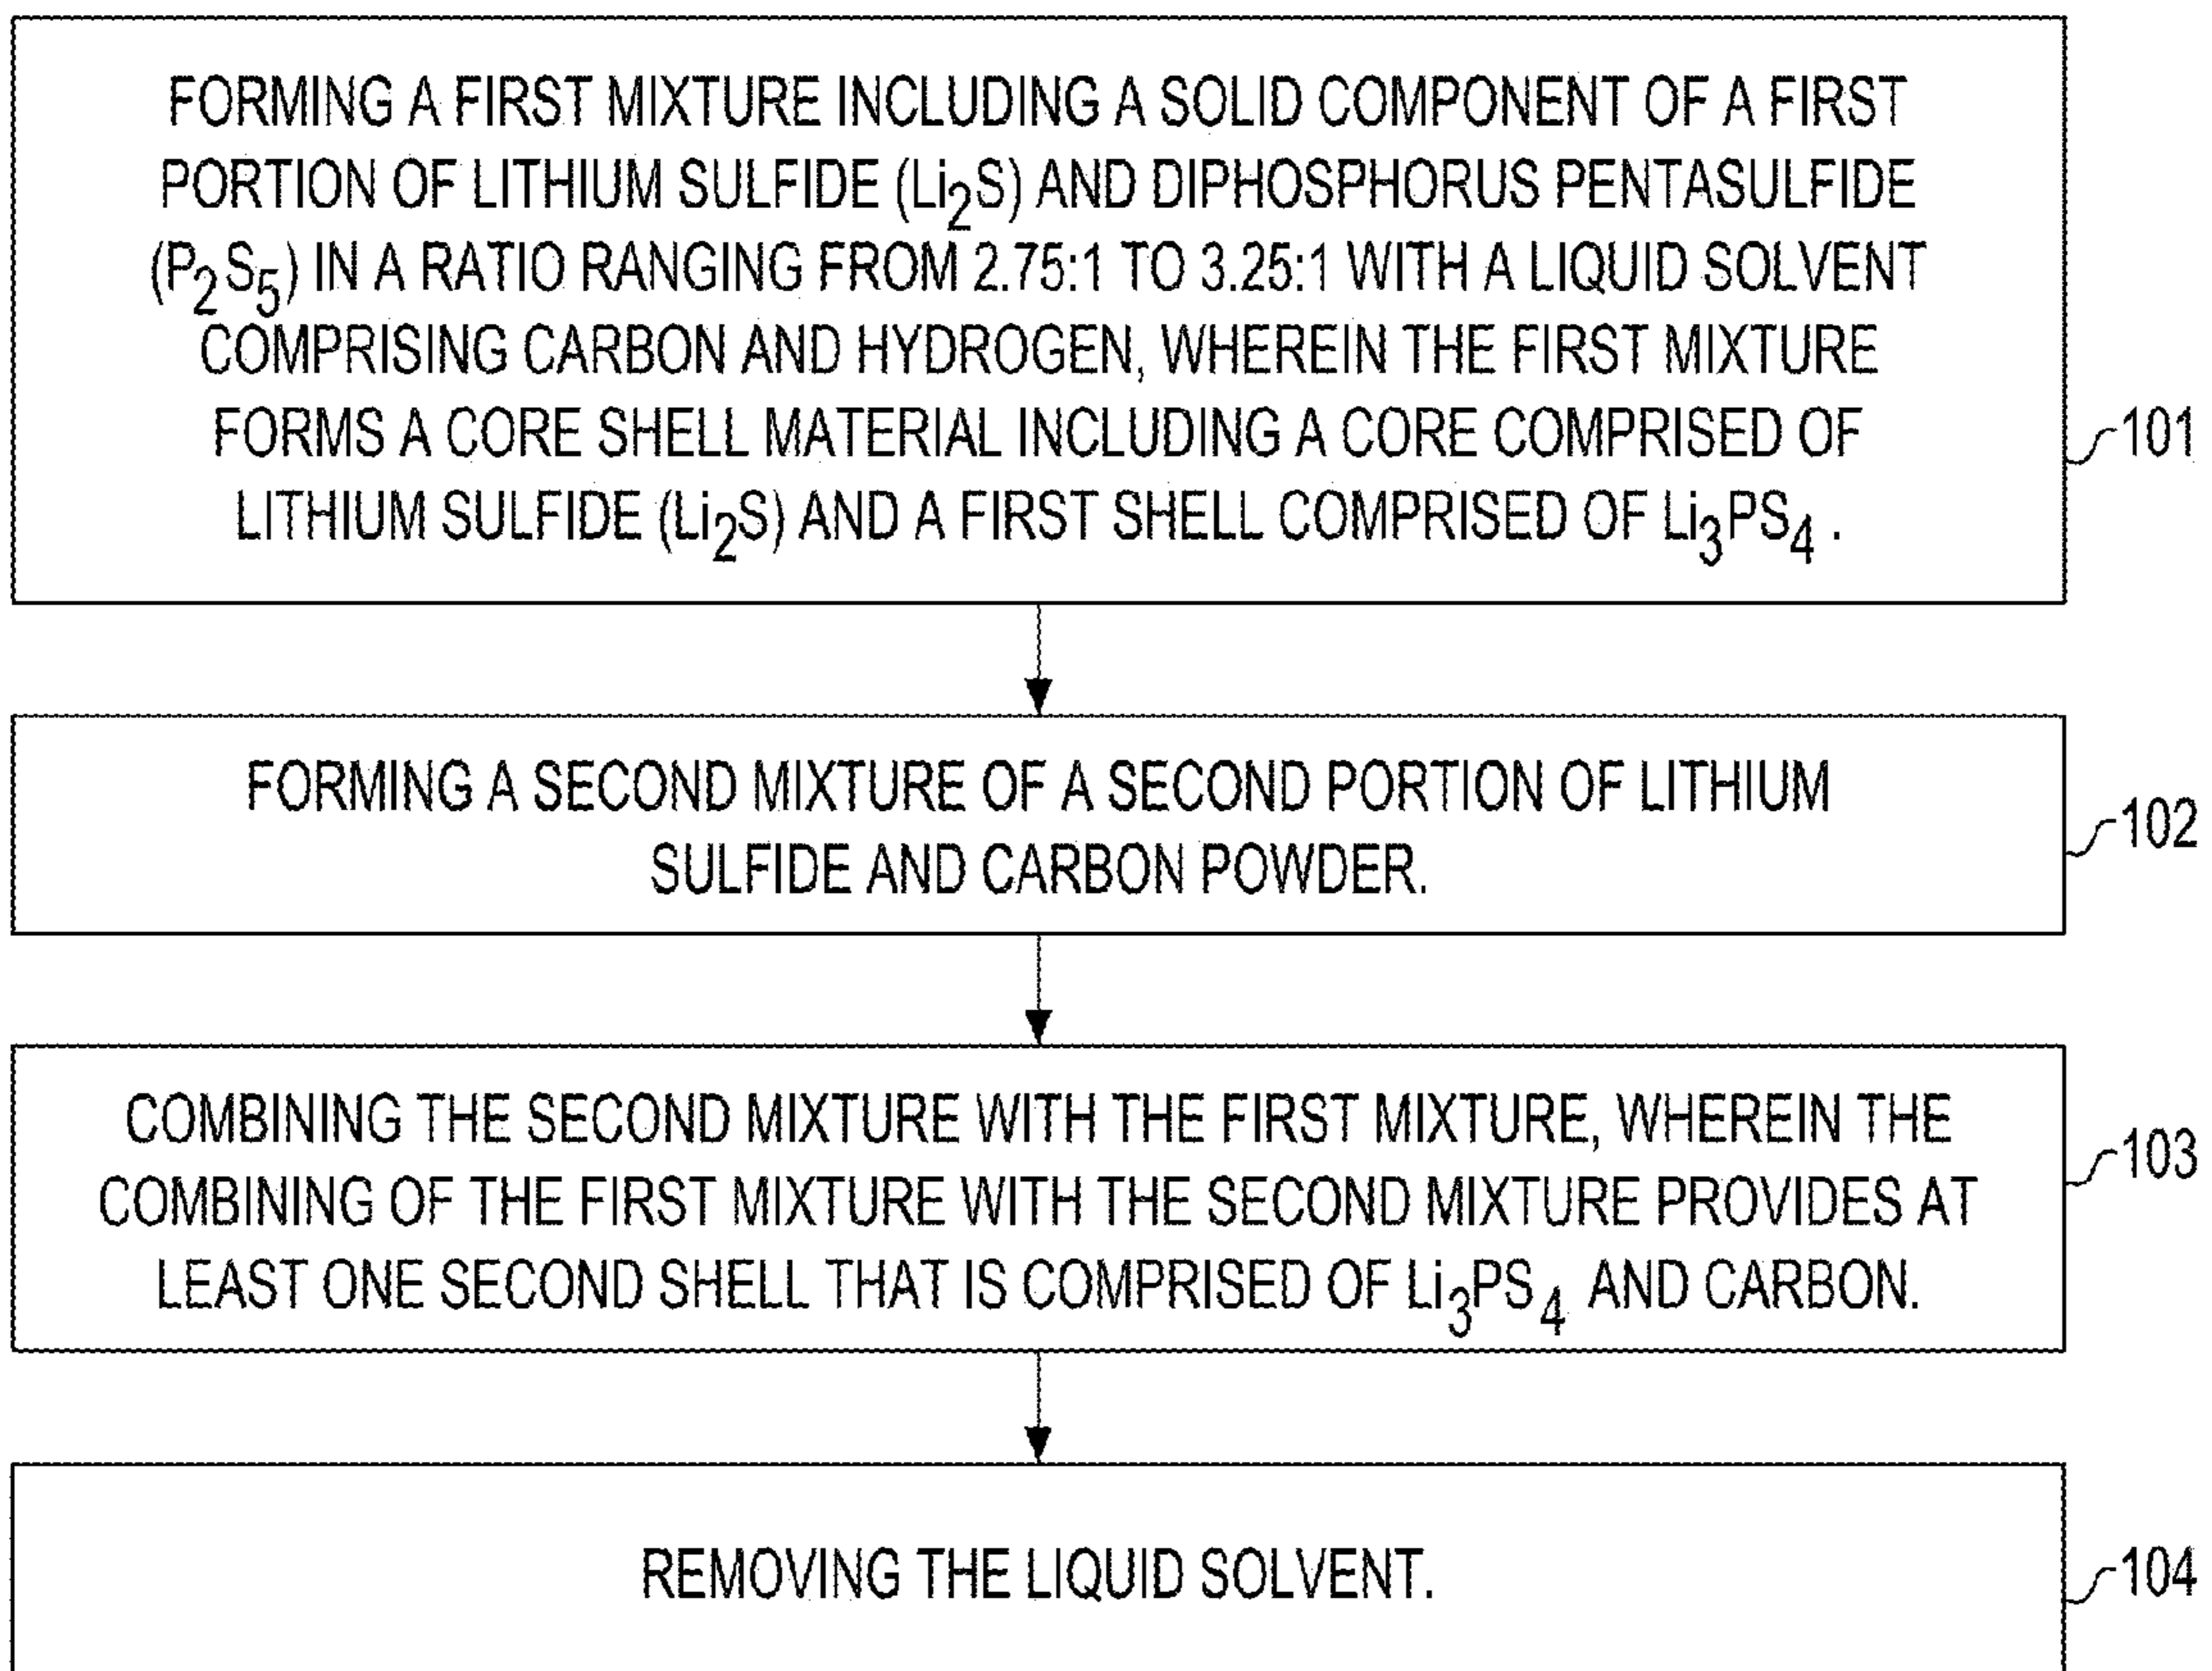 FORMING A FIRST MIXTURE INCLUDING A SOLID COMPONENT OF A FIRST
PORTION OF LITHIUM SULFIDE (Li2S) AND DIPHOSPHORUS PENTASULFIDE
(P2S5) IN A RATIO RANGING FROM 2.75:1 TO 3.25:1 WITH A LIQUID SOLVENT
COMPRISING CARBON AND HYDROGEN, WHEREIN THE FIRST MIXTURE
FORMS A CORE SHELL MATERIAL INCLUDING A CORE COMPRISED OF
LITHIUM SULFIDE (Li2S) AND A FIRST SHELL COMPRISED OF Li3PS4 .
101
FORMING A SECOND MIXTURE OF A SECOND PORTION OF LITHIUM
SULFIDE AND CARBON POWDER.
102
COMBINING THE SECOND MIXTURE WITH THE FIRST MIXTURE, WHEREIN THE
COMBINING OF THE FIRST MIXTURE WITH THE SECOND MIXTURE PROVIDES AT
LEAST ONE SECOND SHELL THAT IS COMPRISED OF Li3PS4 AND CARBON.
103
REMOVING THE LIQUID SOLVENT.
104